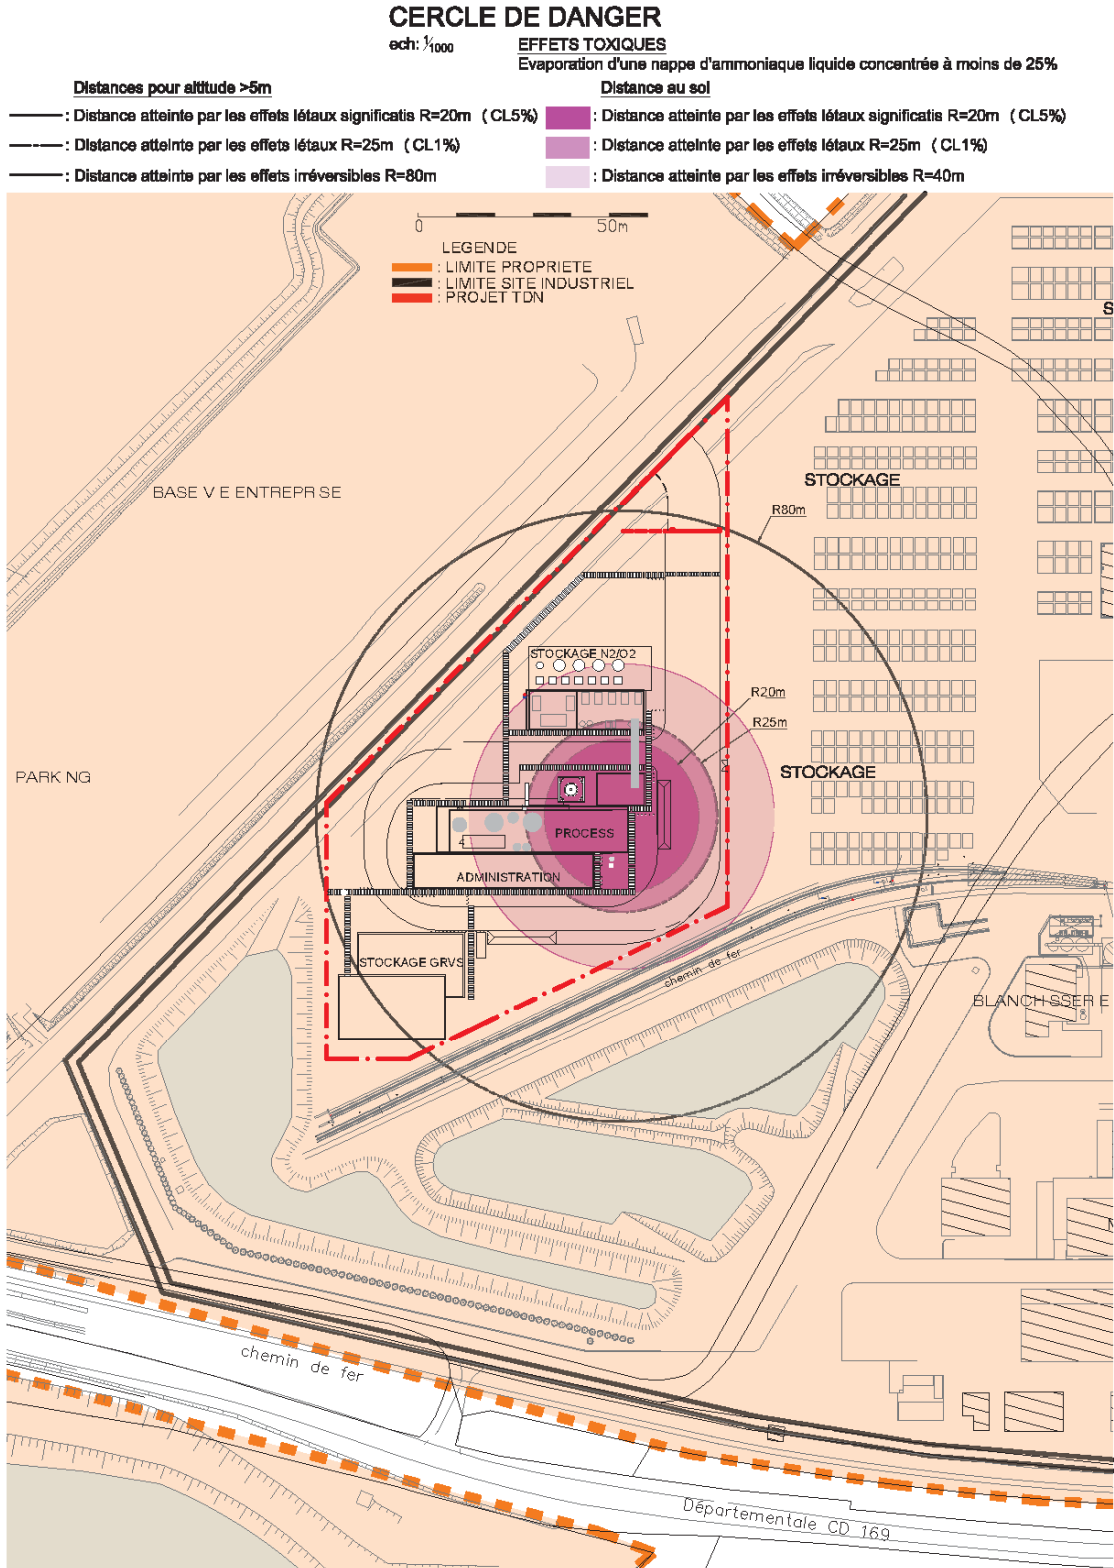 CERCLE DE DANGER
ech: 1/1000
EFFETS TOXIQUES
Evaporation d'une nappe d'ammoniaque liquide concentrée à moins de 25%
Distances pour altitude >5m
: Distance atteinte par les effets létaux significatis R=20m ( CL5%)
: Distance atteinte par les effets létaux R=25m ( CL1%)
: Distance atteinte par les effets irréversibles R=80m
Distance au sol
: Distance atteinte par les effets létaux significatis R=20m ( CL5%)
: Distance atteinte par les effets létaux R=25m ( CL1%)
: Distance atteinte par les effets irréversibles R=40m
0 50m
LEGENDE
: LIMITE PROPRIETE
: LIMITE SITE INDUSTRIEL
: PROJET TDN
S
BASE V E ENTREPR SE
STOCKAGE
R80m
STOCKAGE N2/O2
R20m
R25m
PARK NG
STOCKAGE
PROCESS
4
ADMINISTRATION
STOCKAGE GRVS
chemin de fer
BLANCH SSER E
chemin de fer
Départementale CD 169